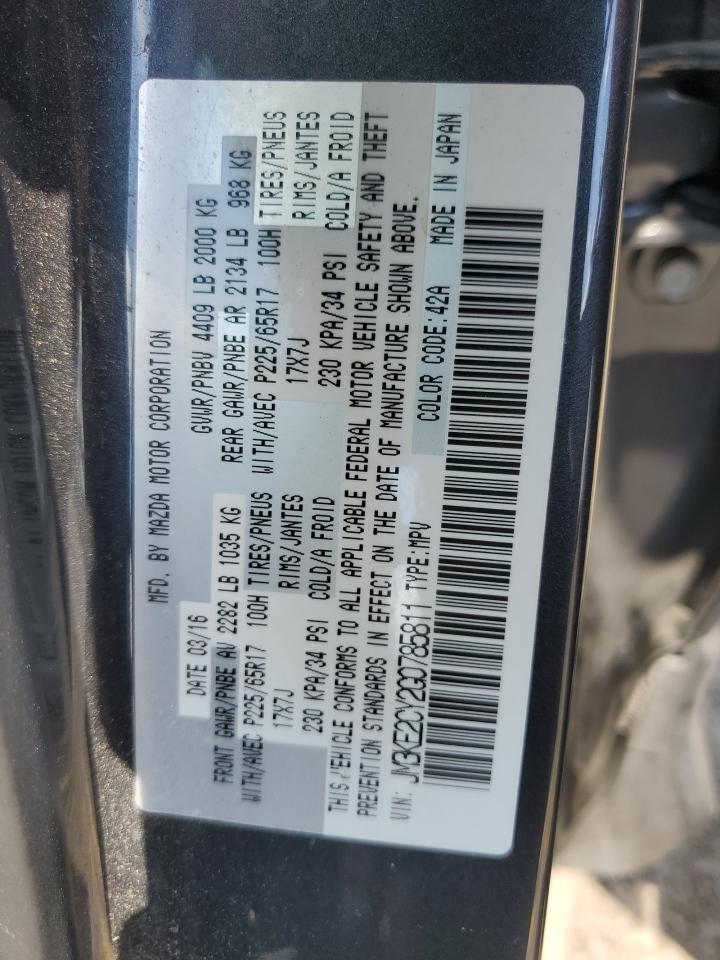 MFD. BY MAZDA MOTOR CORPORATION
DATE 03/16 GVWR/PNBV 4409 LB 2000 KG
FRONT GAWR/PNBE AV 2282 LB 1035 KG REAR GAWR/PNBE AR 2134 LB 968 KG
WITH/AVEC P225/65R17 100H TIRES/PNEUS WITH/AVEC P225/65R17 100H TIRES/PNEUS
17X7J RIMS/JANTES 17X7J RIMS/JANTES
230 KPA/34 PSI COLD/A FROID 230 KPA/34 PSI COLD/A FROID
THIS VEHICLE CONFORMS TO ALL APPLICABLE FEDERAL MOTOR VEHICLE SAFETY AND THEFT
PREVENTION STANDARDS IN EFFECT ON THE DATE OF MANUFACTURE SHOWN ABOVE.
VIN: JM3KE2CY2G0785811 TYPE:MPV COLOR CODE:42A MADE IN JAPAN